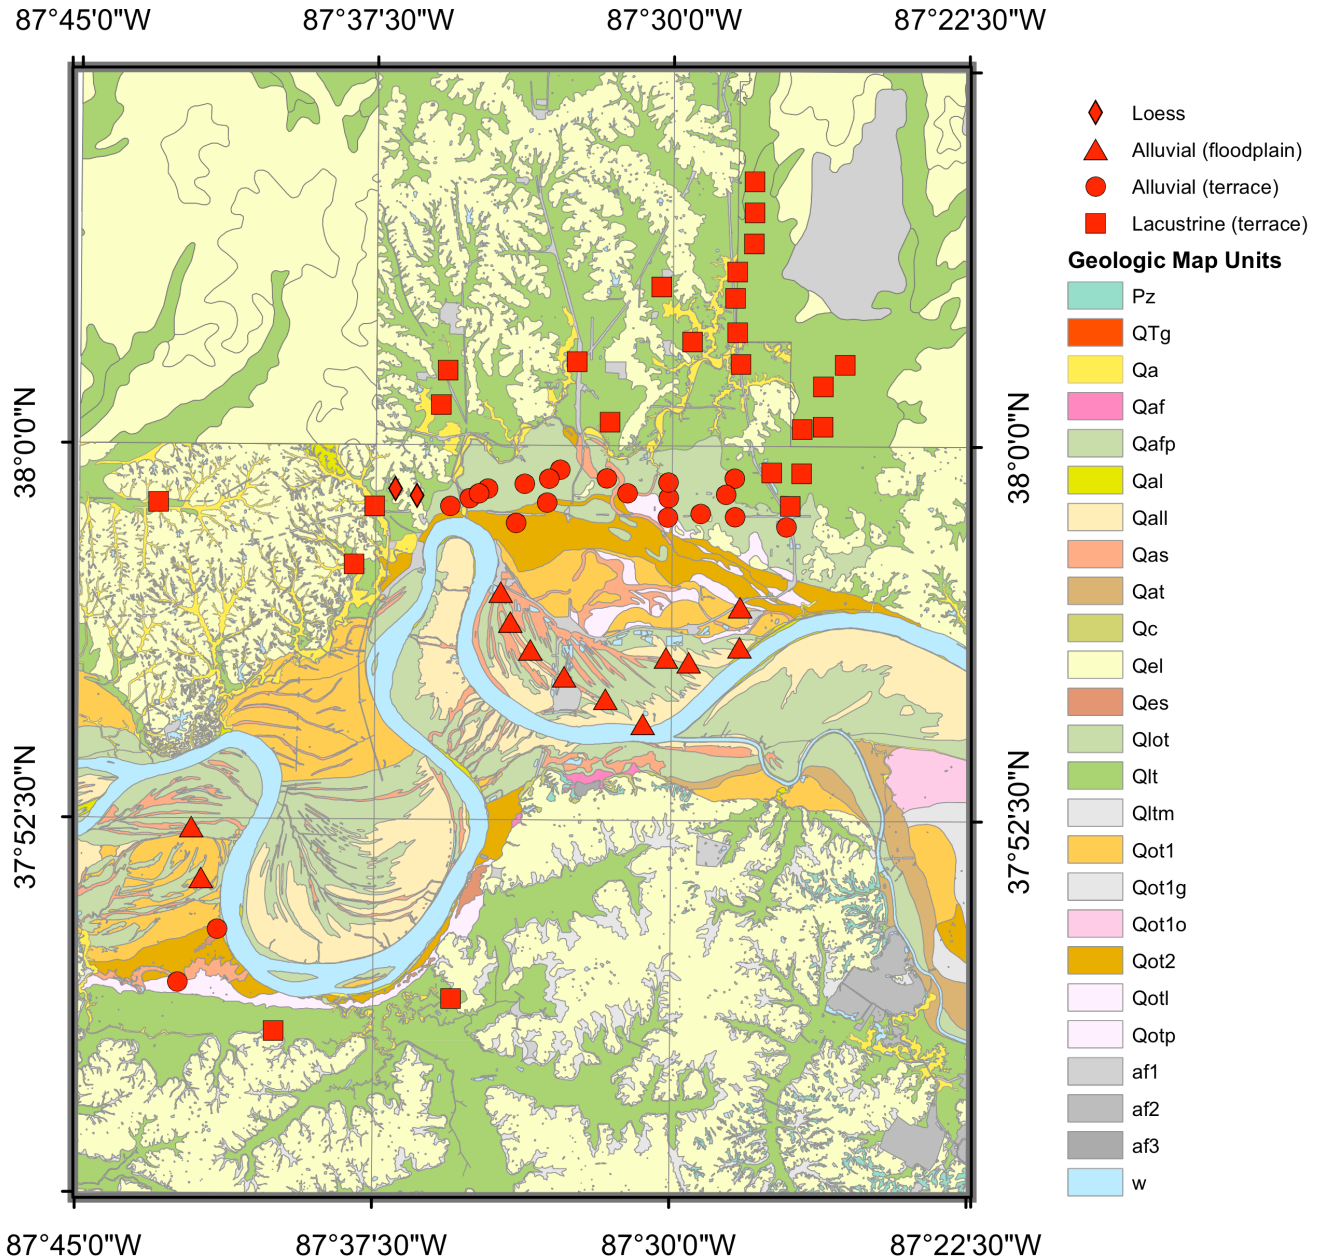 87°45'0"W 87°37'30"W 87°30'0"W 87°22'30"W
38°0'0"N
37°52'30"N
38°0'0"N
37°52'30"N
Loess
Alluvial (floodplain)
Alluvial (terrace)
Lacustrine (terrace)
Geologic Map Units
Pz
QTg
Qa
Qaf
Qafp
Qal
Qall
Qas
Qat
Qc
Qel
Qes
Qlot
Qlt
Qltm
Qot1
Qot1g
Qot1o
Qot2
Qotl
Qotp
af1
af2
af3
w
87°45'0"W 87°37'30"W 87°30'0"W 87°22'30"W